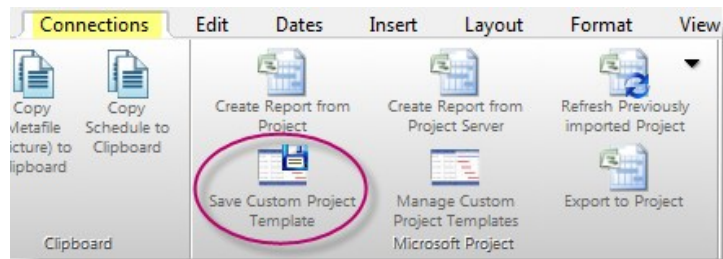 Connections Edit Dates Insert Layout Format View
Copy
Metafile
icture) to
lipboard
Copy
Schedule to
Clipboard
Create Report from
Project
Create Report from
Project Server
Refresh Previously
imported Project
Save Custom Project
Template
Manage Custom
Project Templates
Export to Project
Clipboard
Microsoft Project